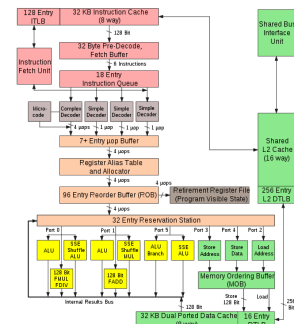 128 Entry
ITLB
32 KB Instruction Cache
(8 way)
Shared Bus
Interface
Unit
128 Bit
32 Byte Pre-Decode,
Fetch Buffer
Instruction
Fetch Unit
6 Instructions
18 Entry
Instruction Queue
Micro-
code
Complex
Decoder
Simple
Decoder
Simple
Decoder
Simple
Decoder
4 µops
1 µop
1 µop
1 µop
Shared
L2 Cache
(16 way)
7+ Entry µop Buffer
4 µops
Register Alias Table
and Allocator
4 µops
4 µops
96 Entry Reorder Buffer (ROB)
Retirement Register File
(Program Visible State)
256 Entry
L2 DTLB
4 µops
32 Entry Reservation Station
Port 0
Port 1
Port 5
Port 3
Port 4
Port 2
ALU
SSE
Shuffle
ALU
ALU
SSE
Shuffle
MUL
ALU
Branch
SSE
ALU
Store
Address
Store
Data
Load
Address
128 Bit
FMUL
FDIV
128 Bit
FADD
Memory Ordering Buffer
(MOB)
Internal Results Bus
Store
128 Bit
Load
128 Bit
256
Bit
32 KB Dual Ported Data Cache
(8 way)
16 Entry
DTLB